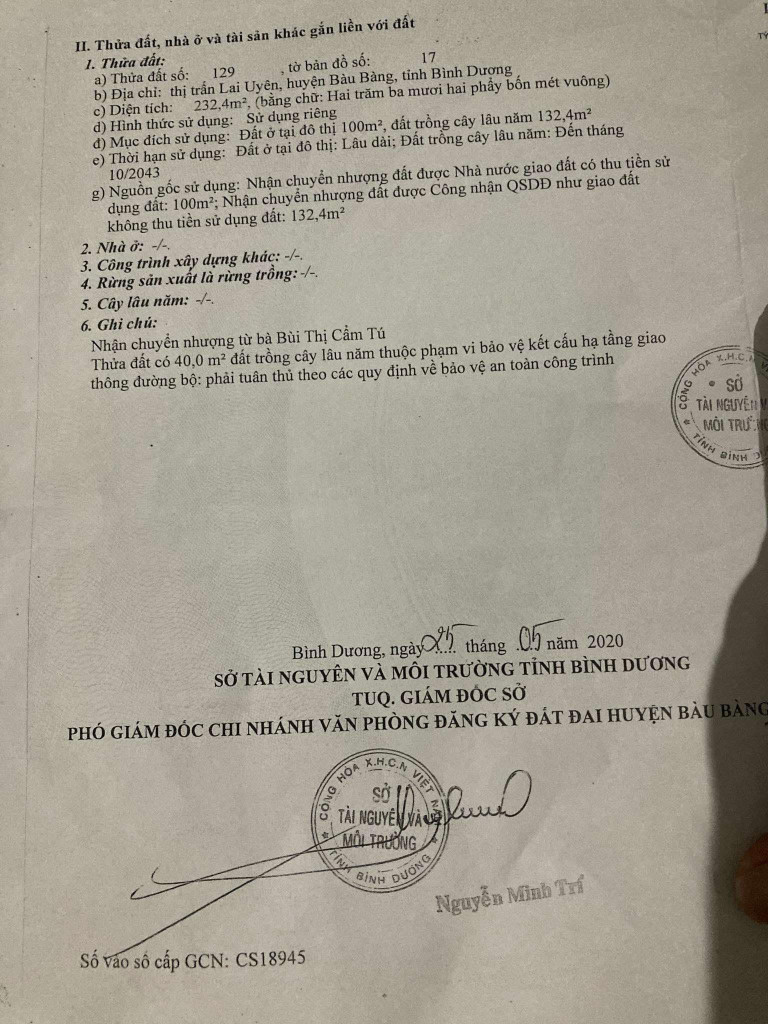 II. Thửa đất, nhà ở và tài sản khác gắn liền với đất
1. Thửa đất:
a) Thửa đất số: 129 , tờ bản đồ số: 17
b) Địa chỉ: thị trấn Lai Uyên, huyện Bàu Bàng, tỉnh Bình Dương
c) Diện tích: 232,4m², (bằng chữ: Hai trăm ba mươi hai phẩy bốn mét vuông)
d) Hình thức sử dụng: Sử dụng riêng
đ) Mục đích sử dụng: Đất ở tại đô thị 100m², đất trồng cây lâu năm 132,4m²
e) Thời hạn sử dụng: Đất ở tại đô thị: Lâu dài; Đất trồng cây lâu năm: Đến tháng
10/2043
g) Nguồn gốc sử dụng: Nhận chuyển nhượng đất được Nhà nước giao đất có thu tiền sử
dụng đất: 100m²; Nhận chuyển nhượng đất được Công nhận QSDĐ như giao đất
không thu tiền sử dụng đất: 132,4m²
2. Nhà ở: -/-.
3. Công trình xây dựng khác: -/-.
4. Rừng sản xuất là rừng trồng: -/-.
5. Cây lâu năm: -/-.
6. Ghi chú:
Nhận chuyển nhượng từ bà Bùi Thị Cẩm Tú
Thửa đất có 40,0 m² đất trồng cây lâu năm thuộc phạm vi bảo vệ kết cấu hạ tầng giao
thông đường bộ: phải tuân thủ theo các quy định về bảo vệ an toàn công trình
CỘNG HÒA X.H.C.N
SỞ
TÀI NGUYÊN
MÔI TRƯỜNG
TỈNH BÌNH
Bình Dương, ngày 25 tháng 05 năm 2020
SỞ TÀI NGUYÊN VÀ MÔI TRƯỜNG TỈNH BÌNH DƯƠNG
TUQ. GIÁM ĐỐC SỞ
PHÓ GIÁM ĐỐC CHI NHÁNH VĂN PHÒNG ĐĂNG KÝ ĐẤT ĐAI HUYỆN BÀU BÀNG
CỘNG HÒA X.H.C.N VIỆT NAM
SỞ
TÀI NGUYÊN VÀ
MÔI TRƯỜNG
TỈNH BÌNH DƯƠNG
Nguyễn Minh Trí
Số vào sổ cấp GCN: CS18945